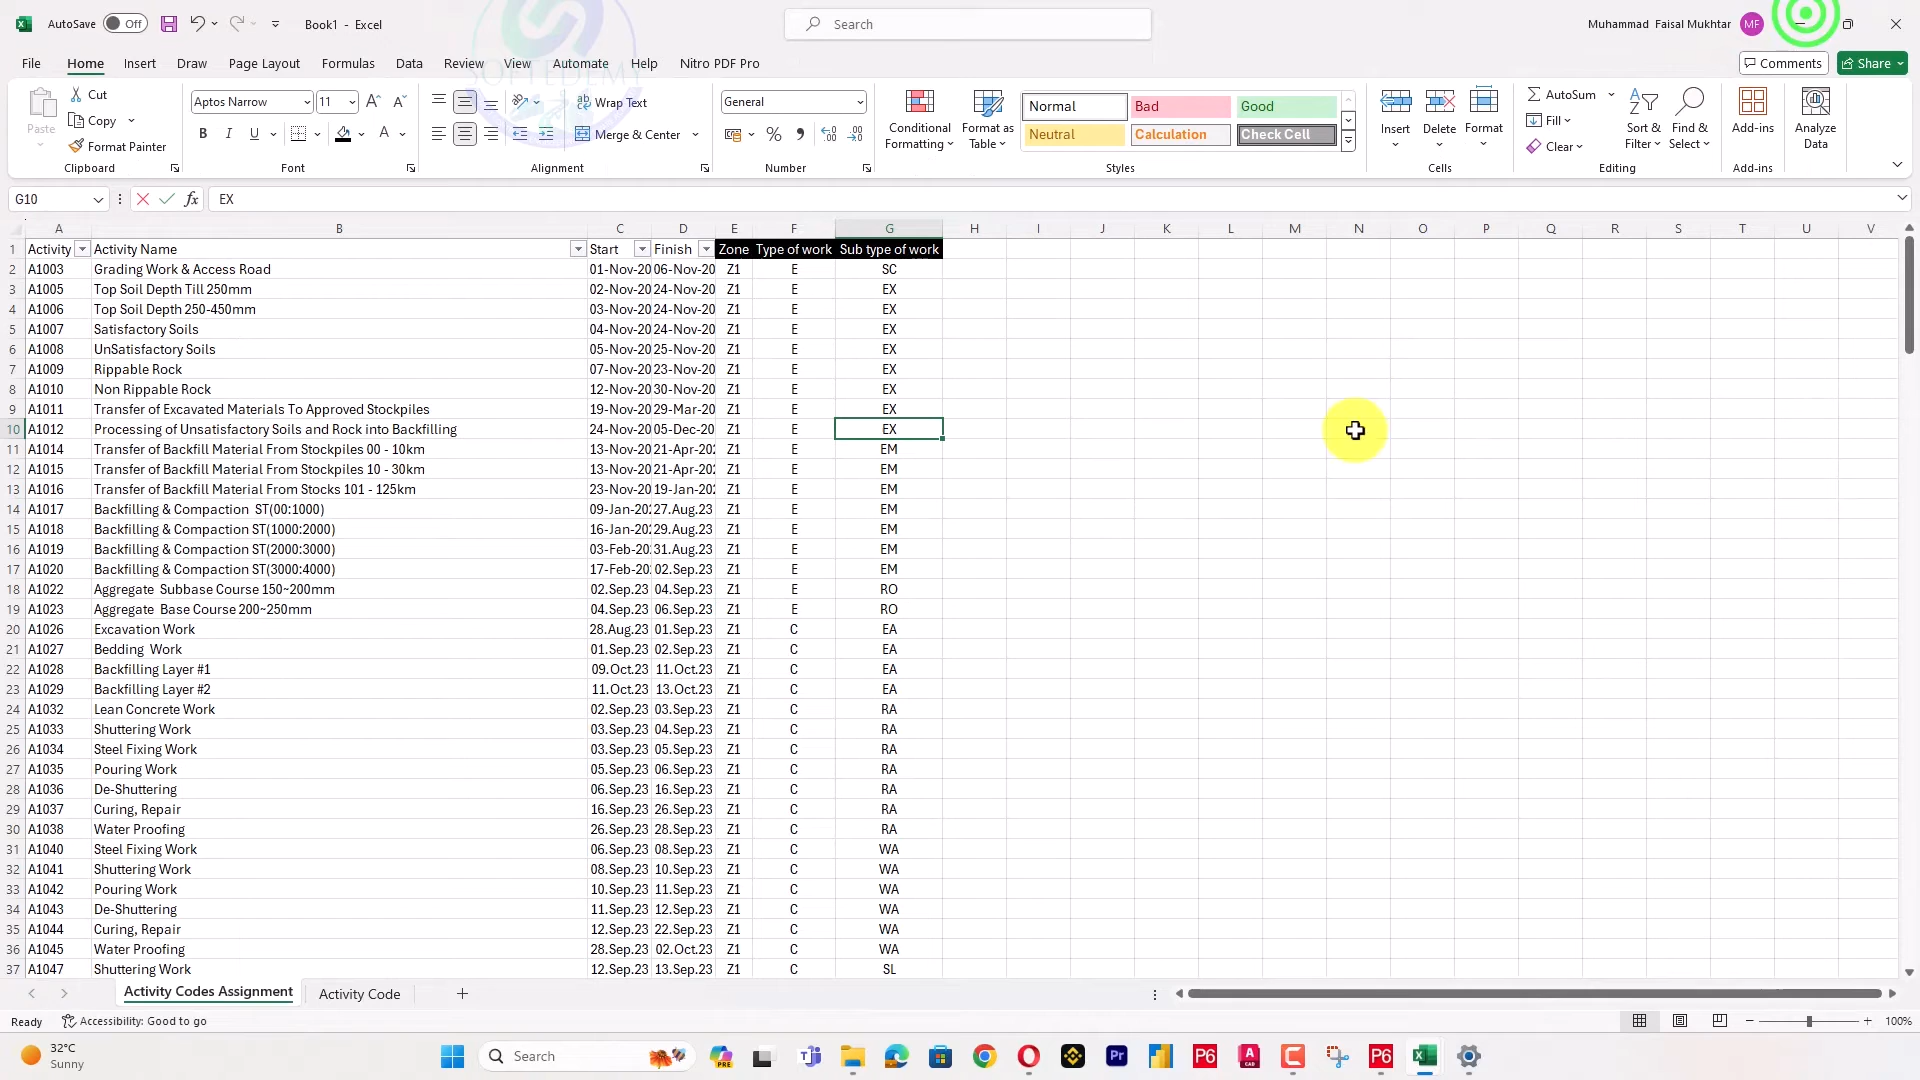 AutoSave Off Book1 - Excel Search Muhammad Faisal Mukhtar MF
File Home Insert Draw Page Layout Formulas Data Review View Automate Help Nitro PDF Pro Comments Share
SOFTEDEMY
Paste Cut Copy Format Painter Clipboard
Aptos Narrow 11 B I U A Font
Wrap Text Merge & Center Alignment
General % Number
Conditional Formatting Format as Table Normal Bad Good Neutral Calculation Check Cell Styles
Insert Delete Format Cells
AutoSum Fill Clear Sort & Filter Find & Select Editing
Add-ins Add-ins Analyze Data
G10 fx EX
A B C D E F G H I J K L M N O P Q R S T U V
1 Activity Activity Name Start Finish Zone Type of work Sub type of work
2 A1003 Grading Work & Access Road 01-Nov-20 06-Nov-20 Z1 E SC
3 A1005 Top Soil Depth Till 250mm 02-Nov-20 24-Nov-20 Z1 E EX
4 A1006 Top Soil Depth 250-450mm 03-Nov-20 24-Nov-20 Z1 E EX
5 A1007 Satisfactory Soils 04-Nov-20 24-Nov-20 Z1 E EX
6 A1008 UnSatisfactory Soils 05-Nov-20 25-Nov-20 Z1 E EX
7 A1009 Rippable Rock 07-Nov-20 23-Nov-20 Z1 E EX
8 A1010 Non Rippable Rock 12-Nov-20 30-Nov-20 Z1 E EX
9 A1011 Transfer of Excavated Materials To Approved Stockpiles 19-Nov-20 29-Mar-20 Z1 E EX
10 A1012 Processing of Unsatisfactory Soils and Rock into Backfilling 24-Nov-20 05-Dec-20 Z1 E EX
11 A1014 Transfer of Backfill Material From Stockpiles 00 - 10km 13-Nov-20 21-Apr-202 Z1 E EM
12 A1015 Transfer of Backfill Material From Stockpiles 10 - 30km 13-Nov-20 21-Apr-202 Z1 E EM
13 A1016 Transfer of Backfill Material From Stocks 101 - 125km 23-Nov-20 19-Jan-202 Z1 E EM
14 A1017 Backfilling & Compaction ST(00:1000) 09-Jan-202 27.Aug.23 Z1 E EM
15 A1018 Backfilling & Compaction ST(1000:2000) 16-Jan-202 29.Aug.23 Z1 E EM
16 A1019 Backfilling & Compaction ST(2000:3000) 03-Feb-20 31.Aug.23 Z1 E EM
17 A1020 Backfilling & Compaction ST(3000:4000) 17-Feb-20 02.Sep.23 Z1 E EM
18 A1022 Aggregate Subbase Course 150~200mm 02.Sep.23 04.Sep.23 Z1 E RO
19 A1023 Aggregate Base Course 200~250mm 04.Sep.23 06.Sep.23 Z1 E RO
20 A1026 Excavation Work 28.Aug.23 01.Sep.23 Z1 C EA
21 A1027 Bedding Work 01.Sep.23 02.Sep.23 Z1 C EA
22 A1028 Backfilling Layer #1 09.Oct.23 11.Oct.23 Z1 C EA
23 A1029 Backfilling Layer #2 11.Oct.23 13.Oct.23 Z1 C EA
24 A1032 Lean Concrete Work 02.Sep.23 03.Sep.23 Z1 C RA
25 A1033 Shuttering Work 03.Sep.23 04.Sep.23 Z1 C RA
26 A1034 Steel Fixing Work 03.Sep.23 05.Sep.23 Z1 C RA
27 A1035 Pouring Work 05.Sep.23 06.Sep.23 Z1 C RA
28 A1036 De-Shuttering 06.Sep.23 16.Sep.23 Z1 C RA
29 A1037 Curing, Repair 16.Sep.23 26.Sep.23 Z1 C RA
30 A1038 Water Proofing 26.Sep.23 28.Sep.23 Z1 C RA
31 A1040 Steel Fixing Work 06.Sep.23 08.Sep.23 Z1 C WA
32 A1041 Shuttering Work 08.Sep.23 10.Sep.23 Z1 C WA
33 A1042 Pouring Work 10.Sep.23 11.Sep.23 Z1 C WA
34 A1043 De-Shuttering 11.Sep.23 12.Sep.23 Z1 C WA
35 A1044 Curing, Repair 12.Sep.23 22.Sep.23 Z1 C WA
36 A1045 Water Proofing 28.Sep.23 02.Oct.23 Z1 C WA
37 A1047 Shuttering Work 12.Sep.23 13.Sep.23 Z1 C SL
Activity Codes Assignment Activity Code
Ready Accessibility: Good to go 100%
32°C Sunny Search PRE Pr P6 A CAD P6